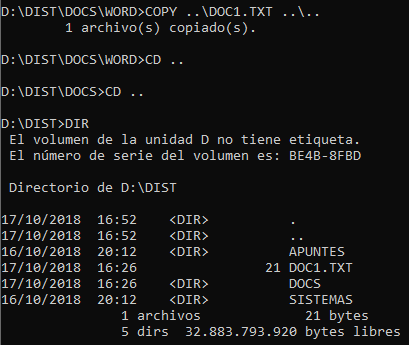 D:\DIST\DOCS\WORD>COPY ..\DOC1.TXT ..\..
        1 archivo(s) copiado(s).
D:\DIST\DOCS\WORD>CD ..
D:\DIST\DOCS>CD ..
D:\DIST>DIR
 El volumen de la unidad D no tiene etiqueta.
 El número de serie del volumen es: BE4B-8FBD
 Directorio de D:\DIST
17/10/2018  16:52    <DIR>          .
17/10/2018  16:52    <DIR>          ..
16/10/2018  20:12    <DIR>          APUNTES
17/10/2018  16:26                21 DOC1.TXT
17/10/2018  16:26    <DIR>          DOCS
16/10/2018  20:12    <DIR>          SISTEMAS
               1 archivos             21 bytes
               5 dirs  32.883.793.920 bytes libres